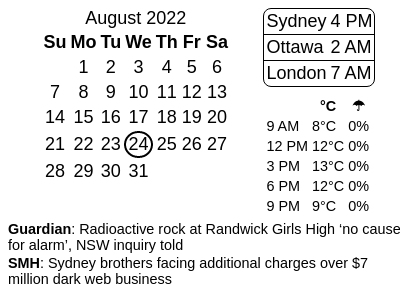 August 2022
Su Mo Tu We Th Fr Sa
1 2 3 4 5 6
7 8 9 10 11 12 13
14 15 16 17 18 19 20
21 22 23 24 25 26 27
28 29 30 31
Sydney 4 PM
Ottawa 2 AM
London 7 AM
°C ☂
9 AM 8°C 0%
12 PM 12°C 0%
3 PM 13°C 0%
6 PM 12°C 0%
9 PM 9°C 0%
Guardian: Radioactive rock at Randwick Girls High ‘no cause
for alarm’, NSW inquiry told
SMH: Sydney brothers facing additional charges over $7
million dark web business